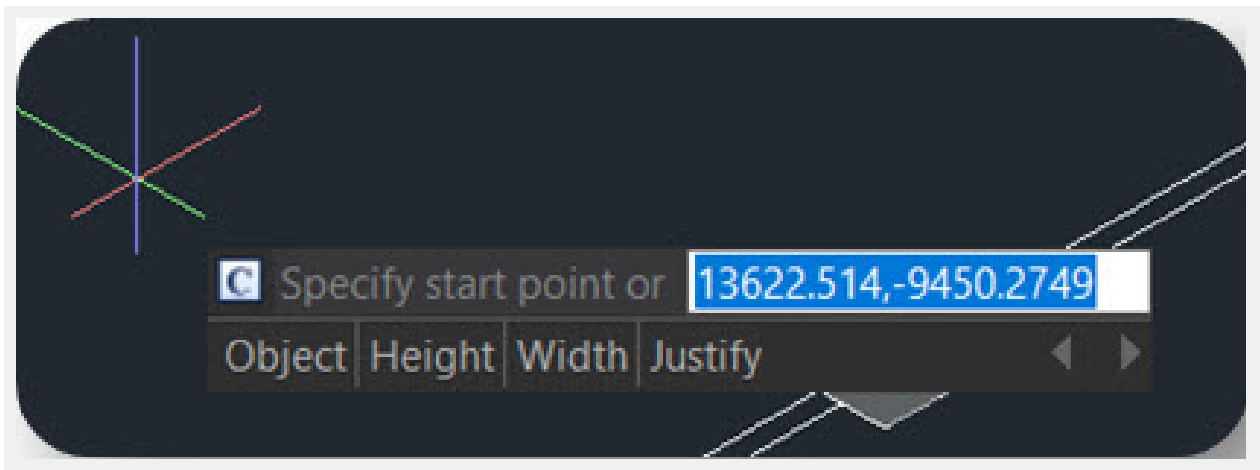 C Specify start point or 13622.514,-9450.2749
Object Height Width Justify